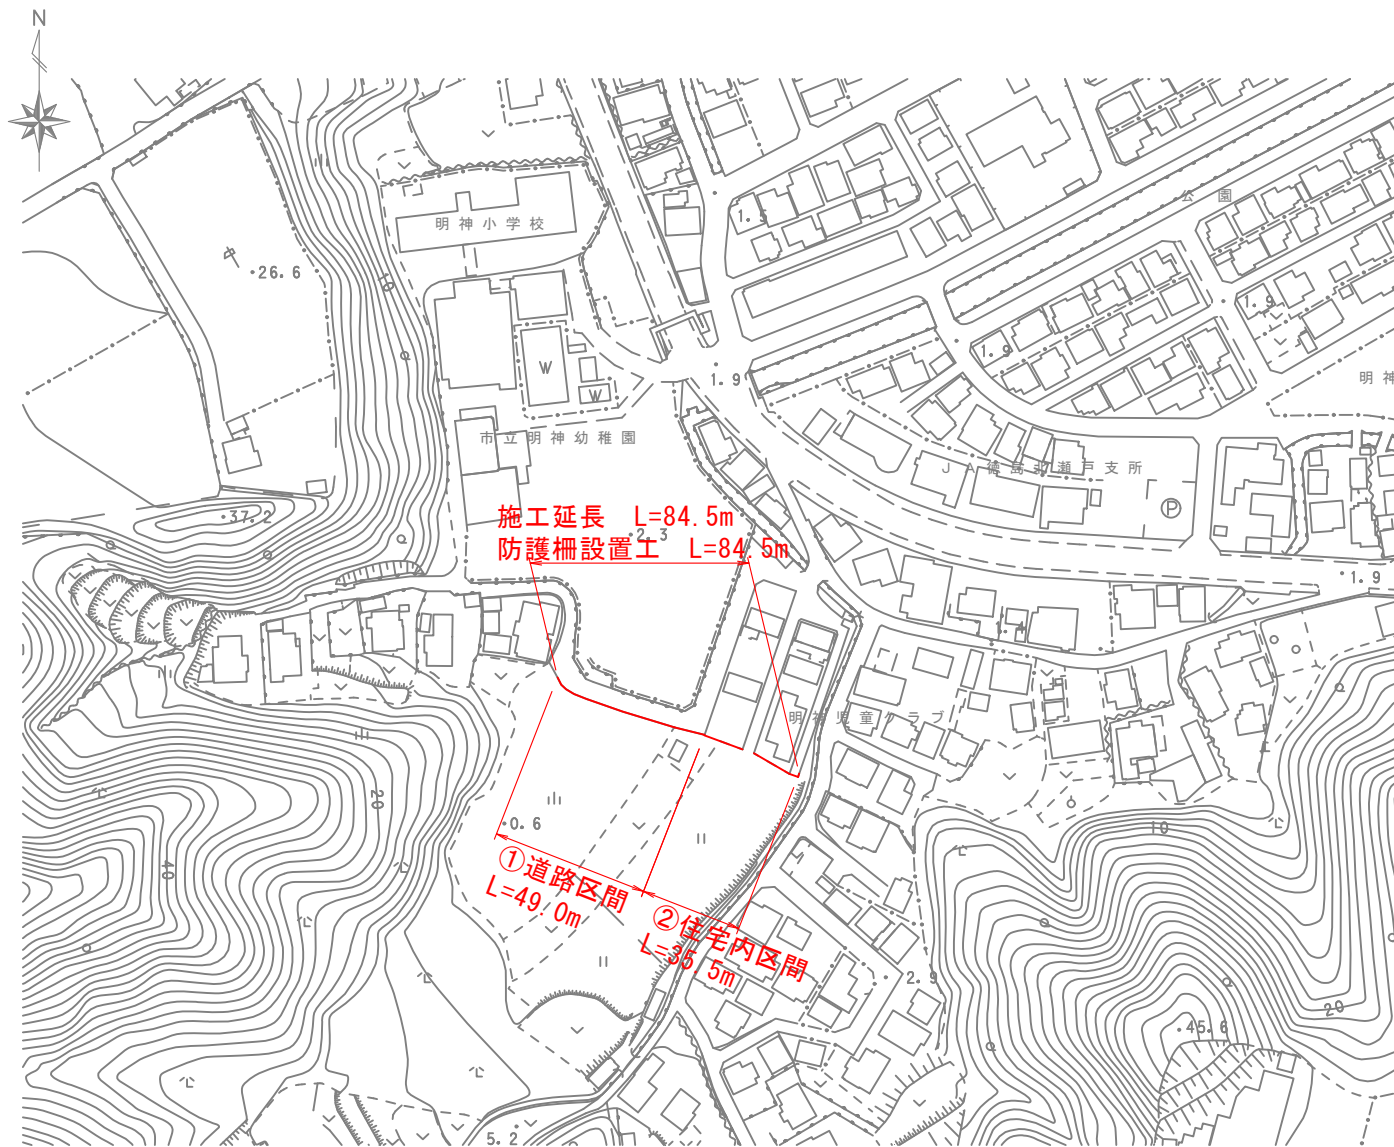 N
1.5
公園
明神小学校
26.6
10
1.9
1.9
1.9
明神
W
W
市立明神幼稚園
JA徳島北瀬戸支所
P
37.2
施工延長 L=84.5m
2.3
防護柵設置工 L=84.5m
1.9
明神児童クラブ
20
0.6
10
40
①道路区間
L=49.0m
②住宅内区間
L=35.5m
2.9
20
45.6
5.2